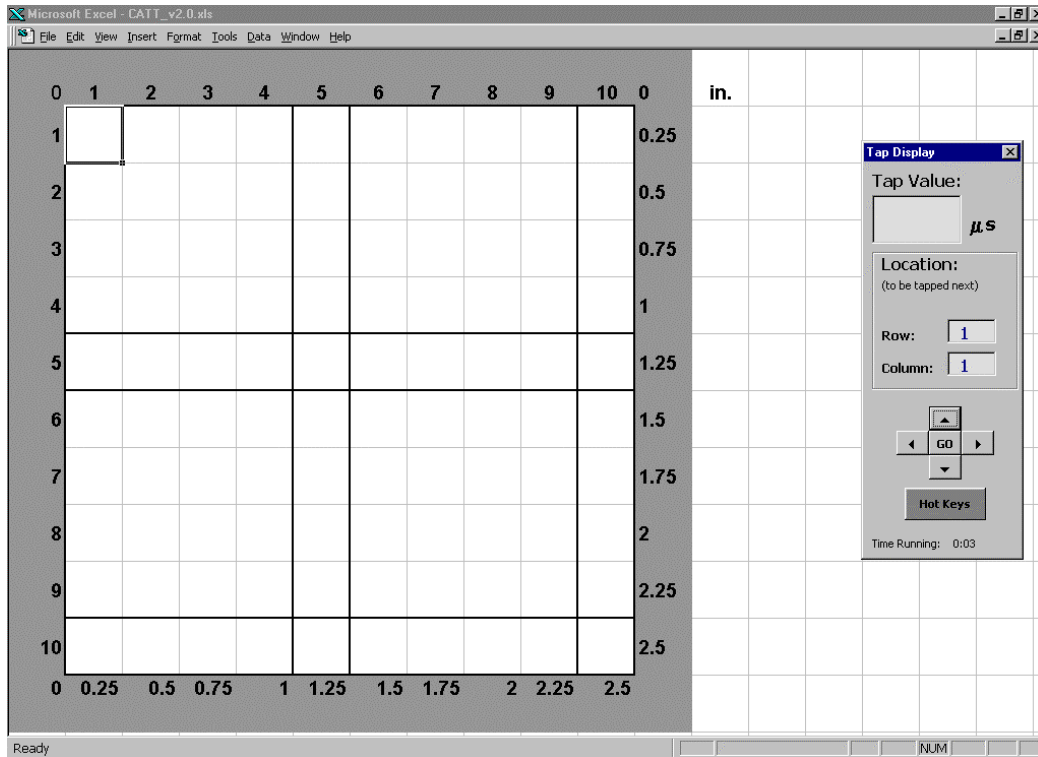 Microsoft Excel - CATT_v2.0.xls
File Edit View Insert Format Tools Data Window Help
0 1 2 3 4 5 6 7 8 9 10 0 in.
1 0.25
2 0.5
3 0.75
4 1
5 1.25
6 1.5
7 1.75
8 2
9 2.25
10 2.5
0 0.25 0.5 0.75 1 1.25 1.5 1.75 2 2.25 2.5
Tap Display
Tap Value:
µs
Location:
(to be tapped next)
Row: 1
Column: 1
GO
Hot Keys
Time Running: 0:03
Ready NUM